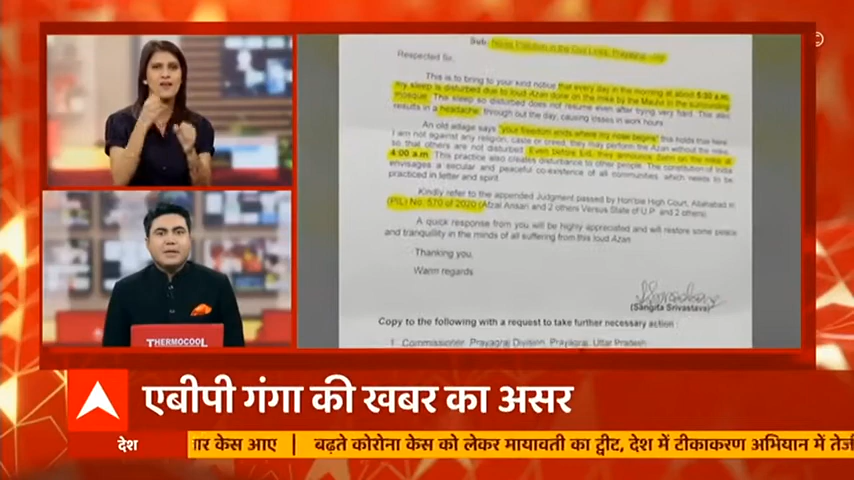 Sub: Noise Pollution in the Civil Lines, Prayagraj
Respected Sir,
This is to bring to your kind notice that every day in the morning at about 5:30 a.m.
my sleep is disturbed due to loud Azan done on the mike by the Maulvi in the surrounding
mosque. The sleep so disturbed does not resume even after trying very hard. This also
results in a headache through out the day, causing losses in work hours.
An old adage says "your freedom ends where my nose begins" this holds true here.
I am not against any religion, caste or creed, they may perform the Azan without the mike
so that others are not disturbed. Even before Eid, they announce Sehri on the mike at
4:00 a.m. This practice also creates disturbance to other people. The constitution of India
envisages a secular and peaceful co-existence of all communities, which needs to be
practiced in letter and spirit.
Kindly refer to the appended Judgment passed by Hon'ble High Court, Allahabad in
(PIL) No. 570 of 2020 (Afzal Ansari and 2 others Versus State of U.P. and 2 others)
A quick response from you will be highly appreciated and will restore some peace
and tranquillity in the minds of all suffering from this loud Azan.
Thanking you,
Warm regards
(Sangita Srivastava)
Copy to the following with a request to take further necessary action :
1. Commissioner, Prayagraj Division, Prayagraj, Uttar Pradesh
THERMOCOOL
एबीपी गंगा की खबर का असर
देश
ार केस आए | बढ़ते कोरोना केस को लेकर मायावती का ट्वीट, देश में टीकाकरण अभियान में तेजी